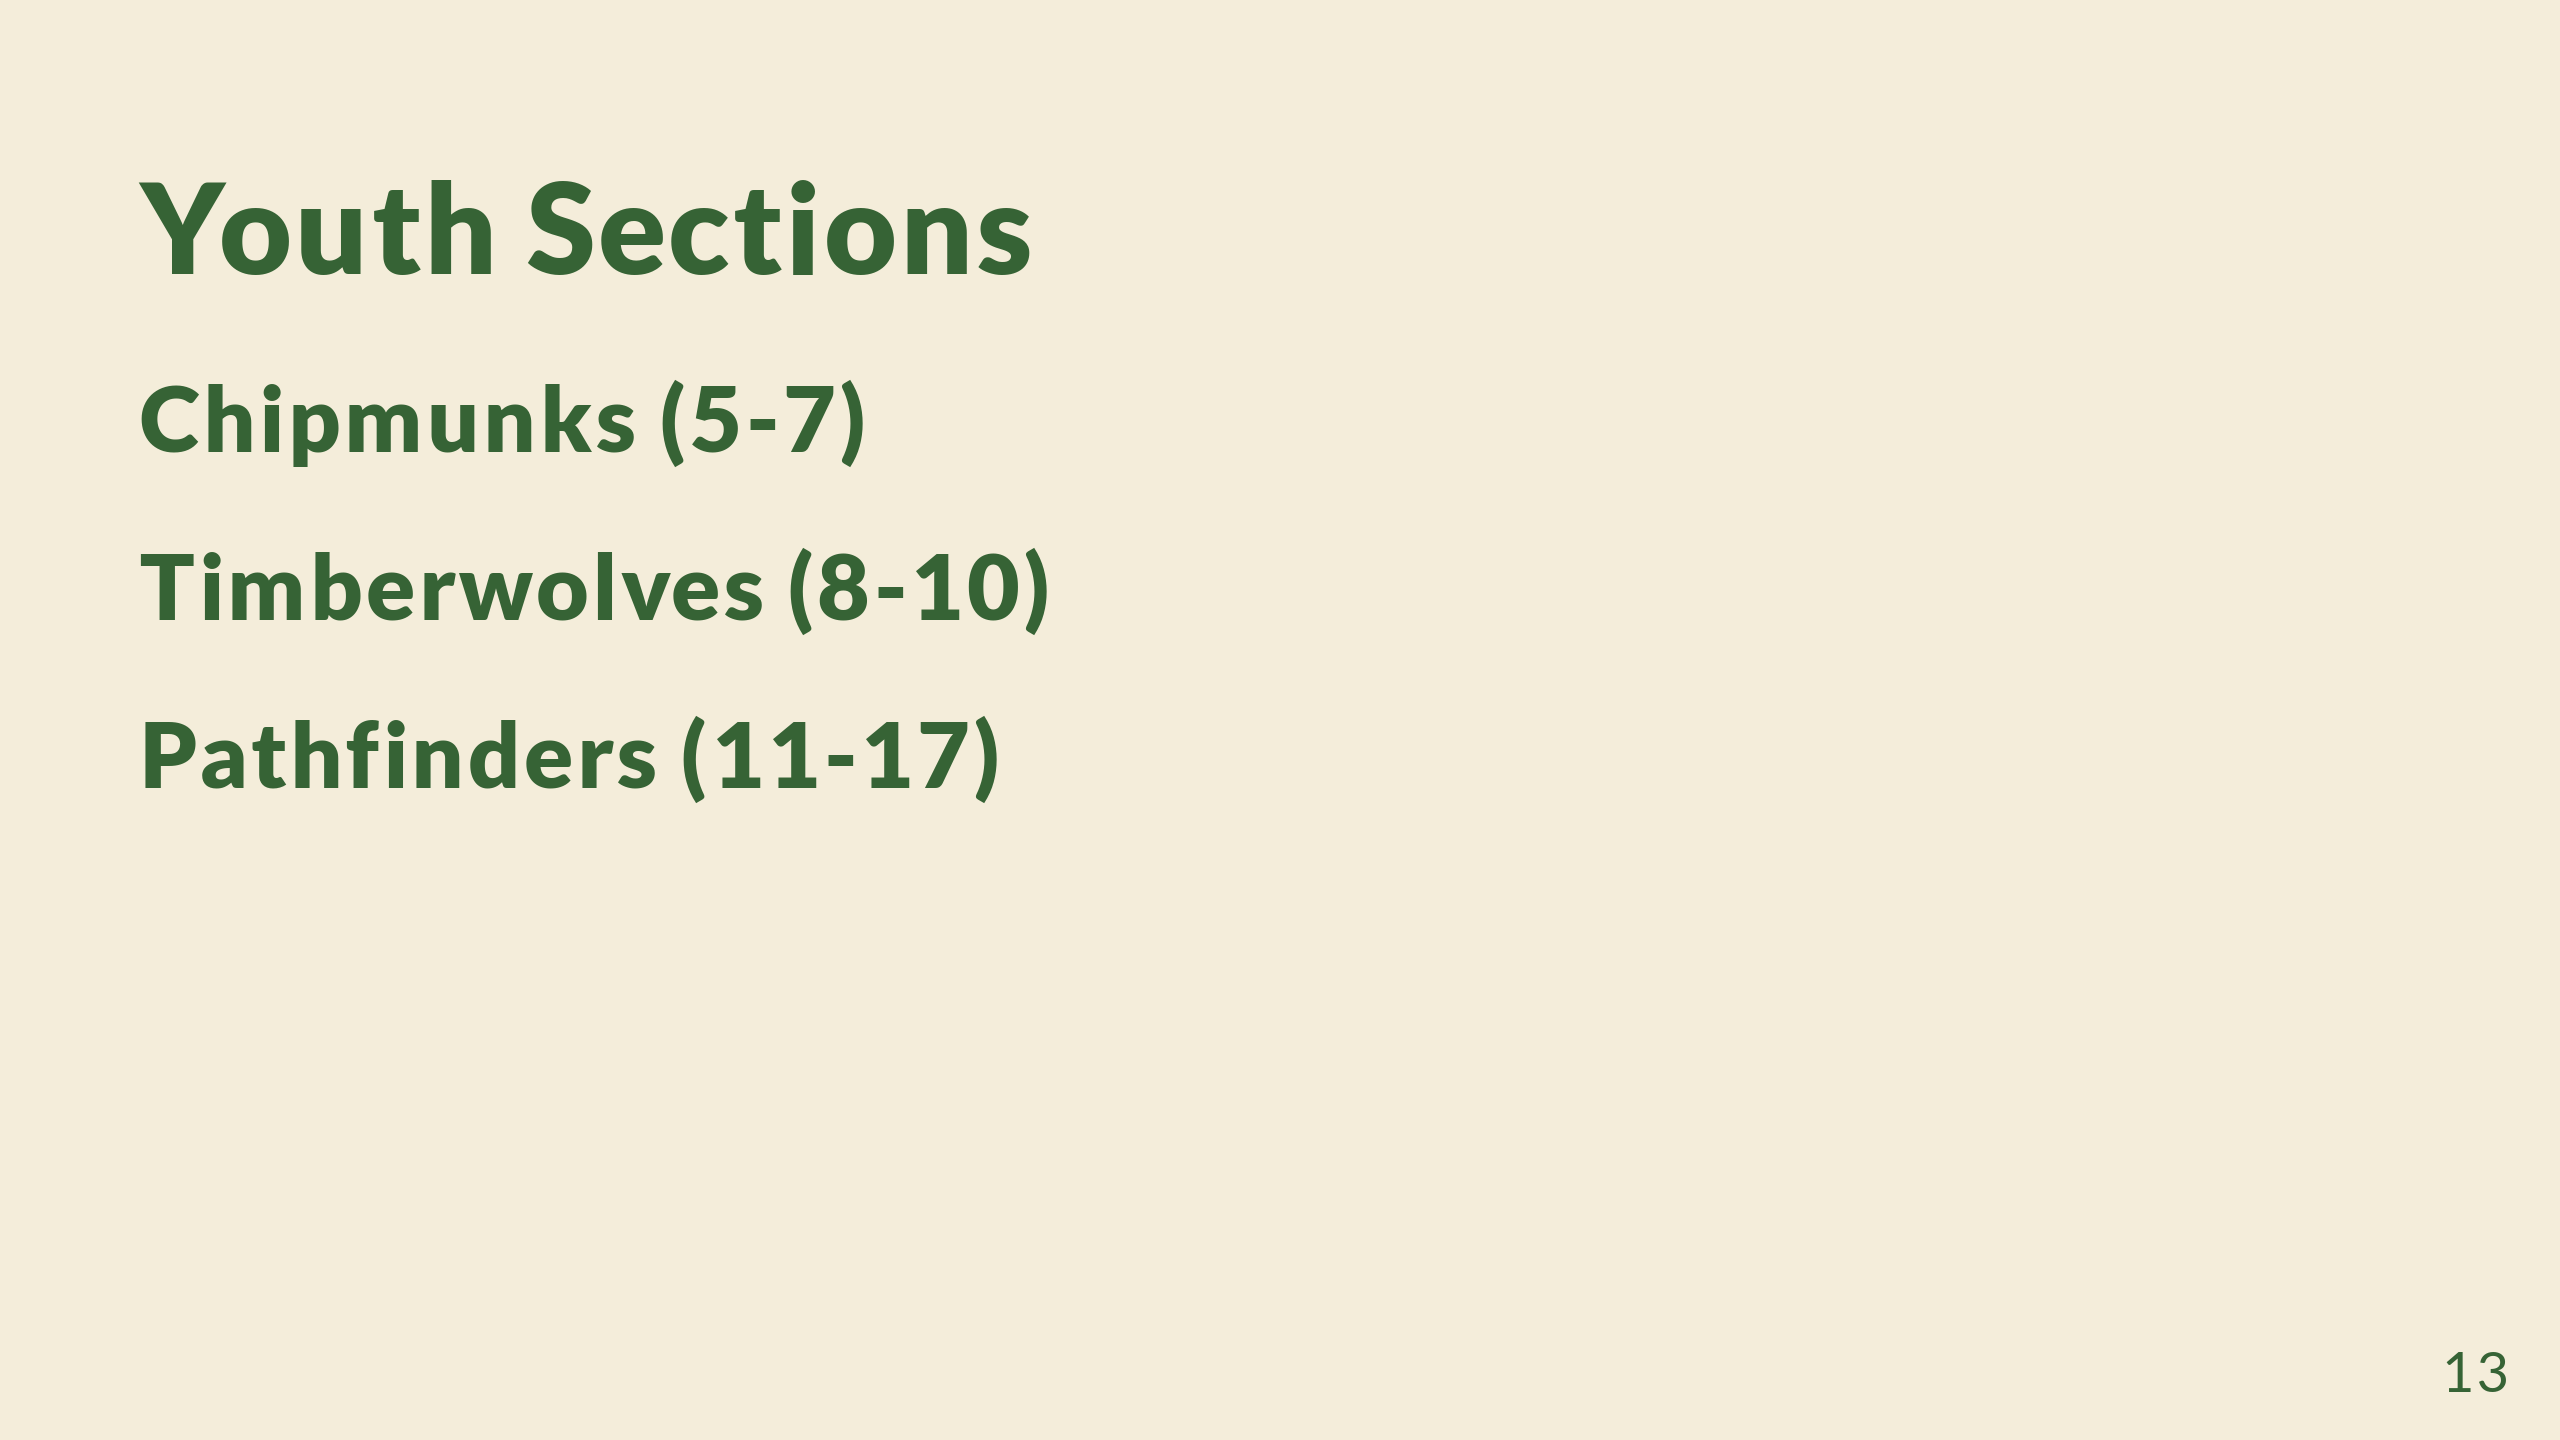 Youth Sections
Chipmunks (5-7)
Timberwolves (8-10)
Pathfinders (11-17)
13